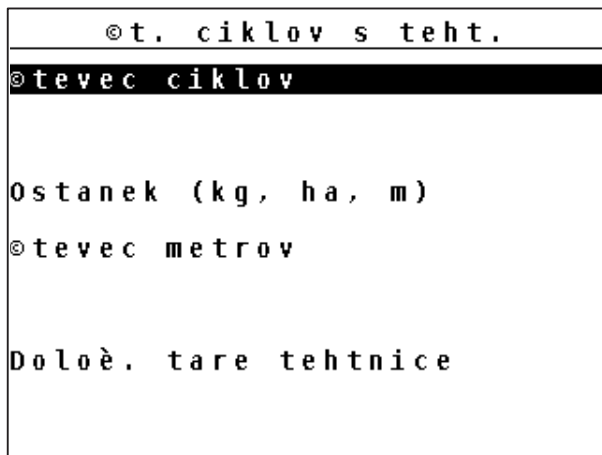 ©t. ciklov s teht.
©tevec ciklov
Ostanek (kg, ha, m)
©tevec metrov
Doloè. tare tehtnice